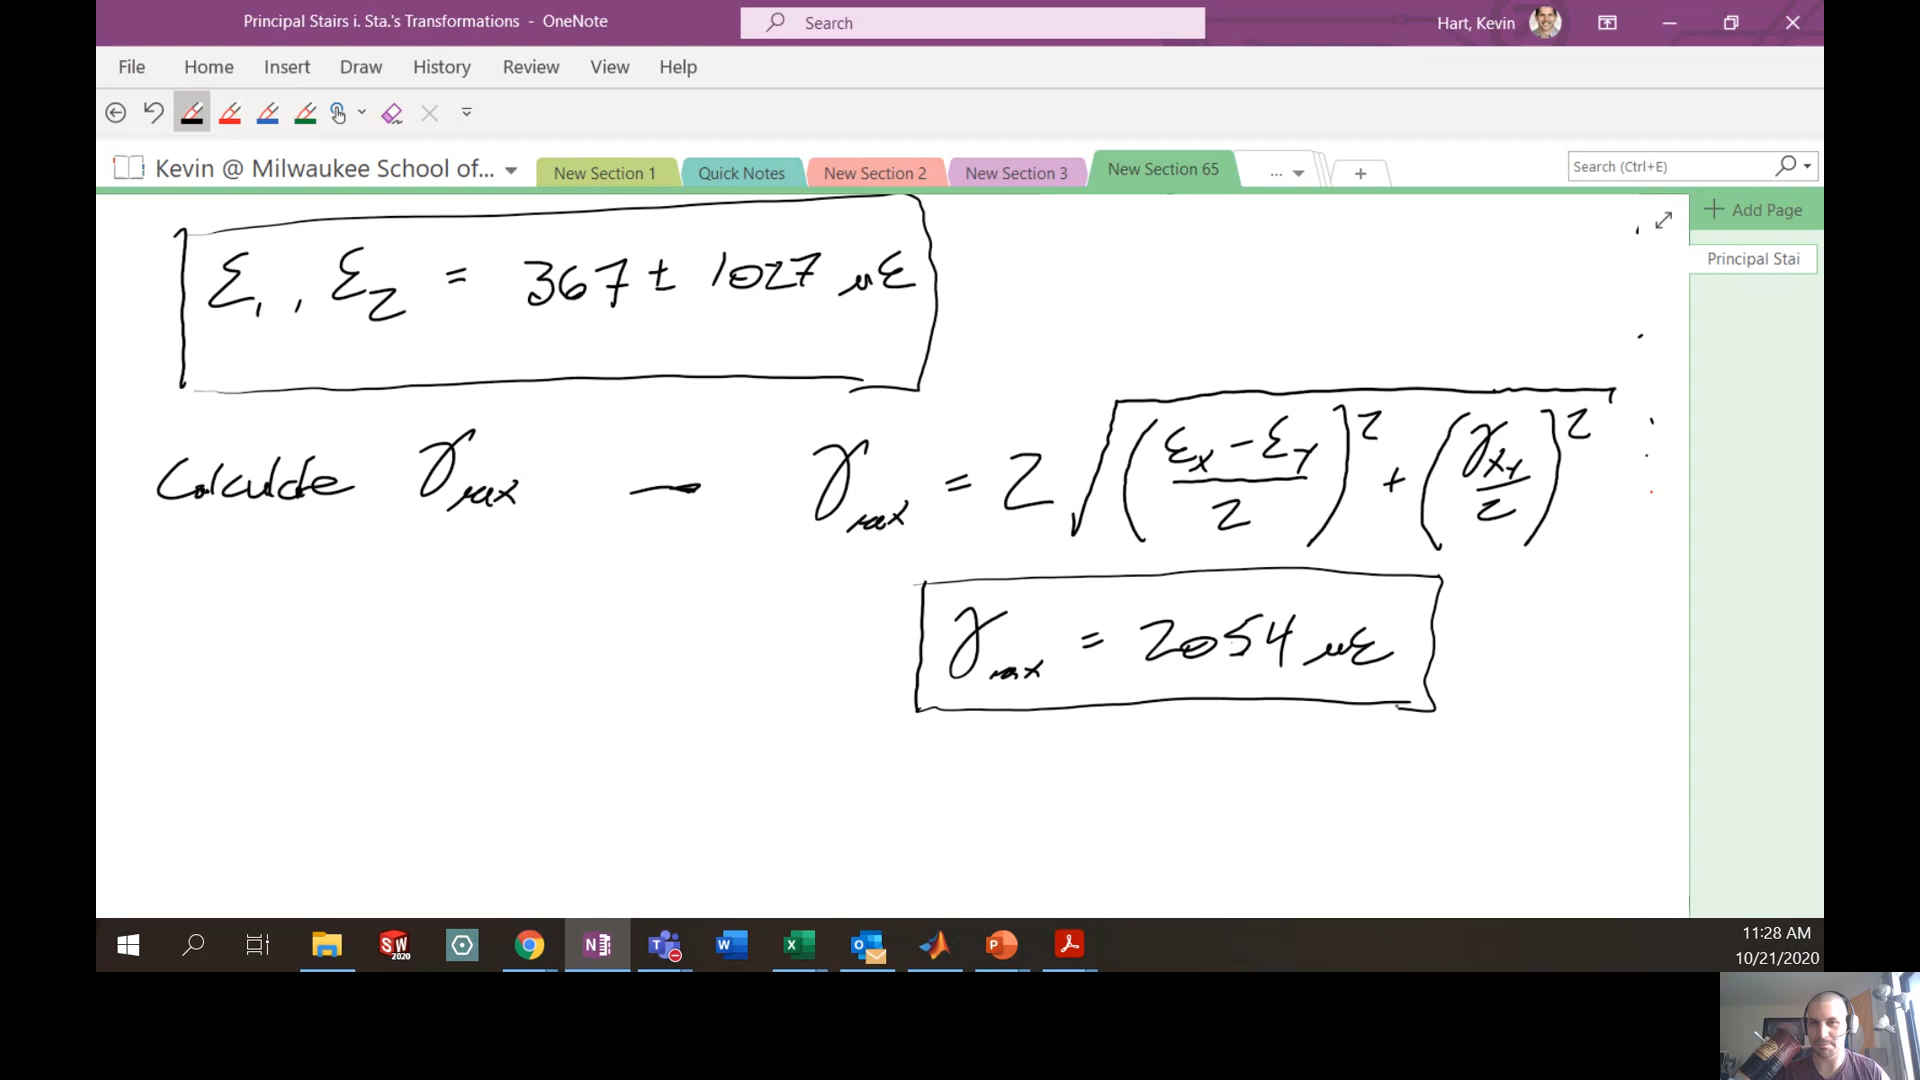 Principal Stairs i. Sta.'s Transformations - OneNote
Search
Hart, Kevin
File Home Insert Draw History Review View Help
Kevin @ Milwaukee School of...
New Section 1
Quick Notes
New Section 2
New Section 3
New Section 65
...
Search (Ctrl+E)
Add Page
Principal Stai
ε₁, ε₂ = 367 ± 1027 με
Calculate γmax — γmax = 2√((εx - εy)/2)² + (γxy/2)²
γmax = 2054 με
SW
2020
N
T
W
X
O
P
11:28 AM
10/21/2020